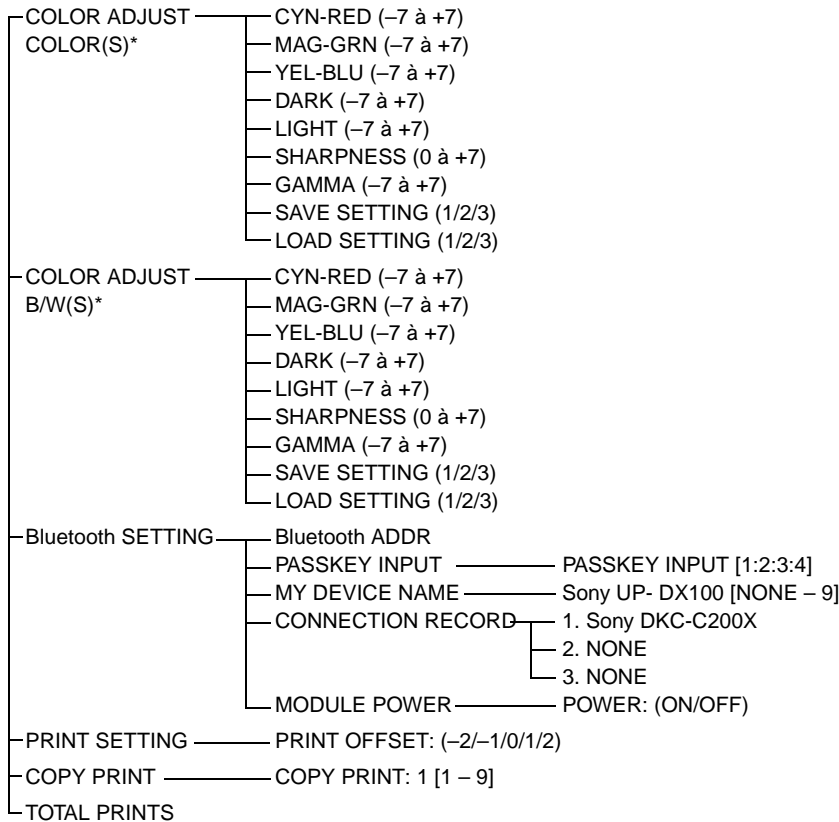 COLOR ADJUST CYN-RED (–7 à +7)
COLOR(S)* MAG-GRN (–7 à +7)
YEL-BLU (–7 à +7)
DARK (–7 à +7)
LIGHT (–7 à +7)
SHARPNESS (0 à +7)
GAMMA (–7 à +7)
SAVE SETTING (1/2/3)
LOAD SETTING (1/2/3)
COLOR ADJUST CYN-RED (–7 à +7)
B/W(S)* MAG-GRN (–7 à +7)
YEL-BLU (–7 à +7)
DARK (–7 à +7)
LIGHT (–7 à +7)
SHARPNESS (0 à +7)
GAMMA (–7 à +7)
SAVE SETTING (1/2/3)
LOAD SETTING (1/2/3)
Bluetooth SETTING Bluetooth ADDR
PASSKEY INPUT PASSKEY INPUT [1:2:3:4]
MY DEVICE NAME Sony UP- DX100 [NONE – 9]
CONNECTION RECORD 1. Sony DKC-C200X
2. NONE
3. NONE
MODULE POWER POWER: (ON/OFF)
PRINT SETTING PRINT OFFSET: (–2/–1/0/1/2)
COPY PRINT COPY PRINT: 1 [1 – 9]
TOTAL PRINTS